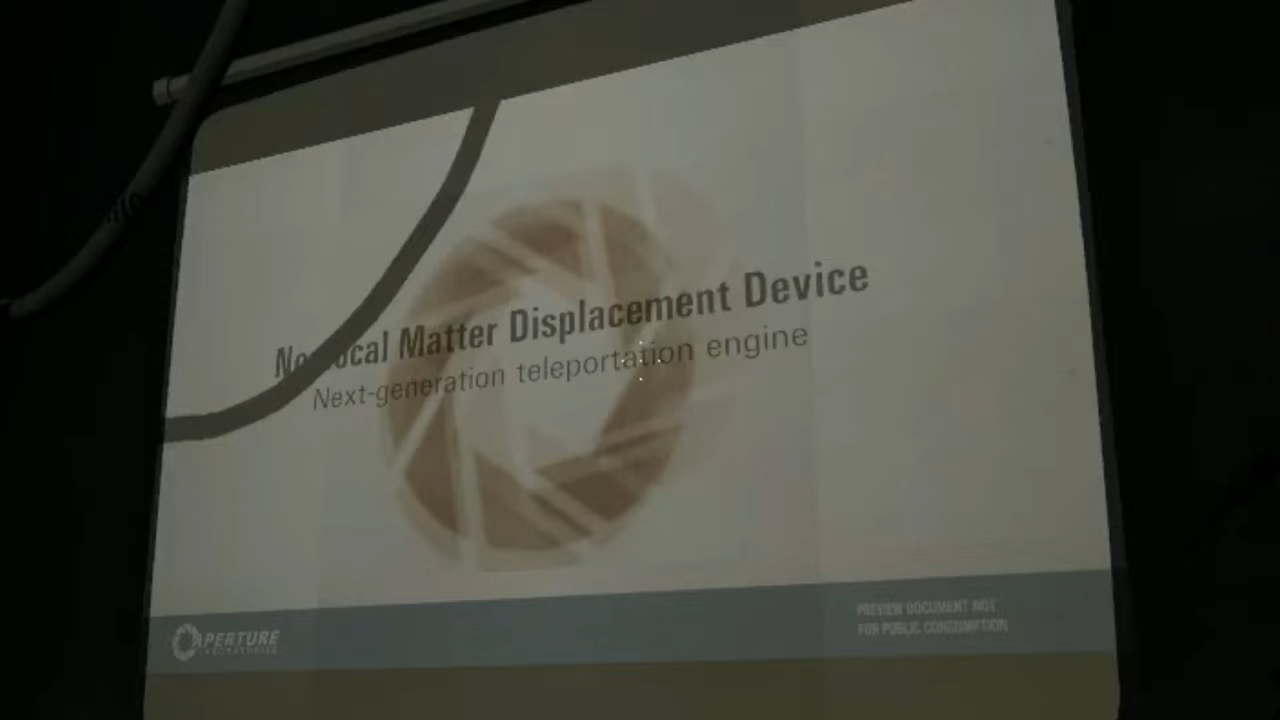 Matter Displacement Device
Next-generation teleportation engine
PREVIEW DOCUMENT NOT
FOR PUBLIC CONSUMPTION
APERTURE